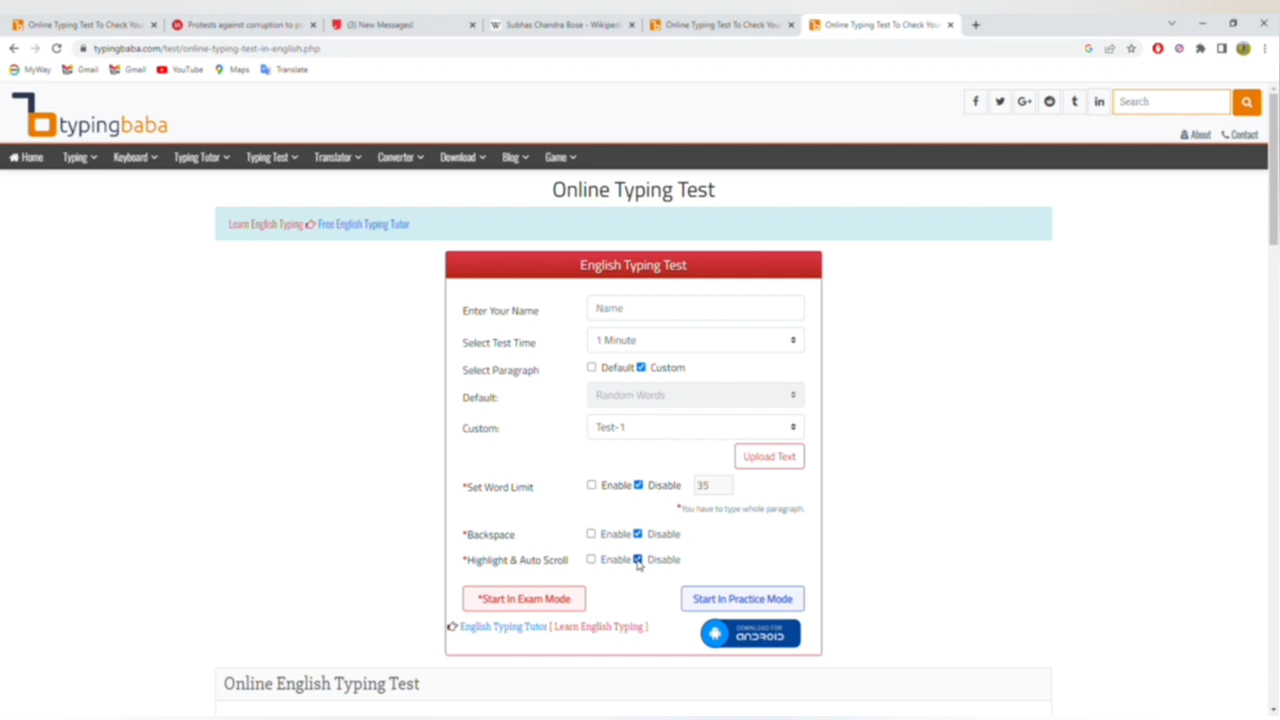 Online Typing Test To Check You
Protests against corruption to p
(3) New Messages!
Subhas Chandra Bose - Wikiped
Online Typing Test To Check You
Online Typing Test To Check You
typingbaba.com/test/online-typing-test-in-english.php
MyWay Gmail Gmail YouTube Maps Translate
typingbaba
Search
About Contact
Home Typing Keyboard Typing Tutor Typing Test Translator Converter Download Blog Game
Online Typing Test
Learn English Typing Free English Typing Tutor
English Typing Test
Enter Your Name Name
Select Test Time 1 Minute
Select Paragraph Default Custom
Default: Random Words
Custom: Test-1
Upload Text
*Set Word Limit Enable Disable 35
*You have to type whole paragraph.
*Backspace Enable Disable
*Highlight & Auto Scroll Enable Disable
*Start In Exam Mode Start In Practice Mode
English Typing Tutor [ Learn English Typing ]
DOWNLOAD FOR
ANDROID
Online English Typing Test